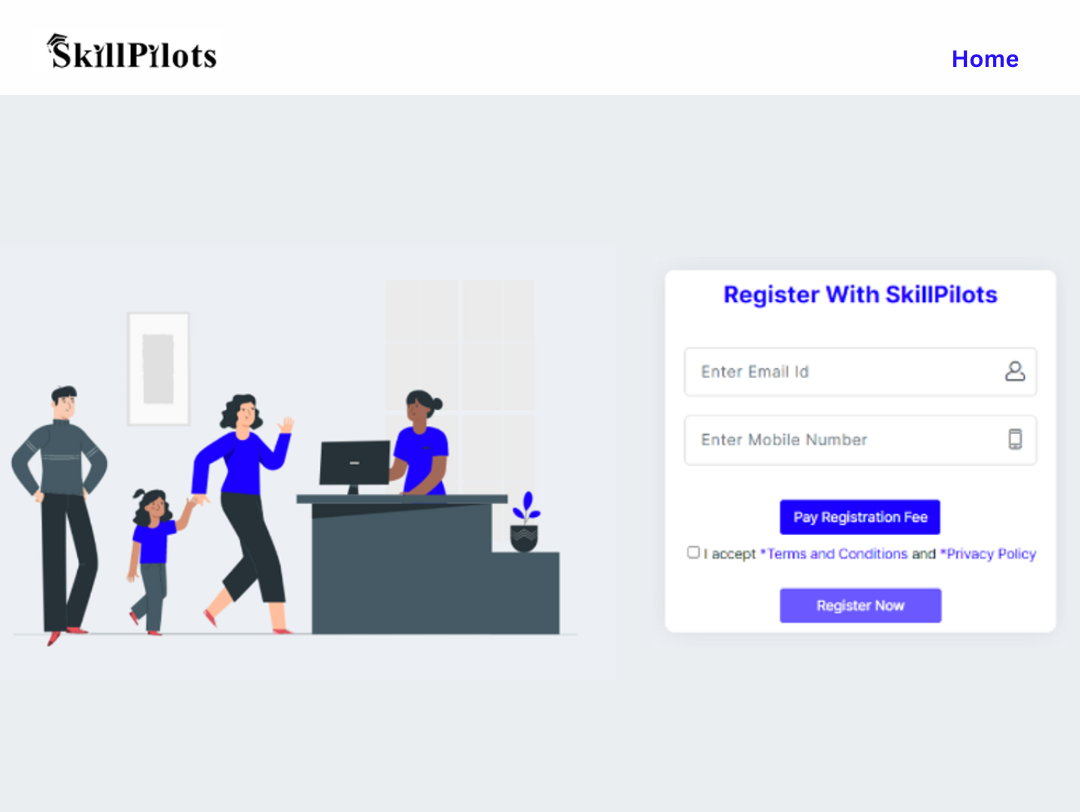 SkillPilots
Home
Register With SkillPilots
Enter Email Id
Enter Mobile Number
Pay Registration Fee
I accept *Terms and Conditions and *Privacy Policy
Register Now